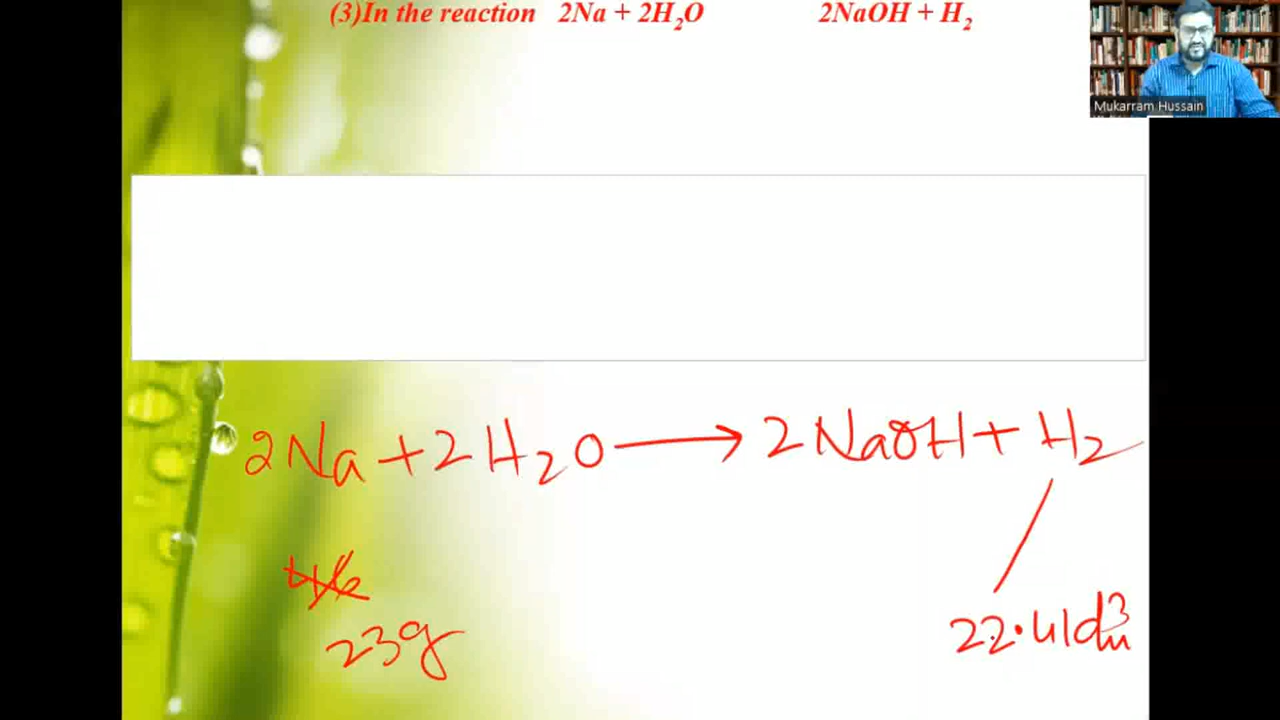 (3)In the reaction 2Na + 2H₂O 2NaOH + H₂
Mukarram Hussain
2Na + 2H₂O → 2NaOH + H₂
23g
22.41dm³